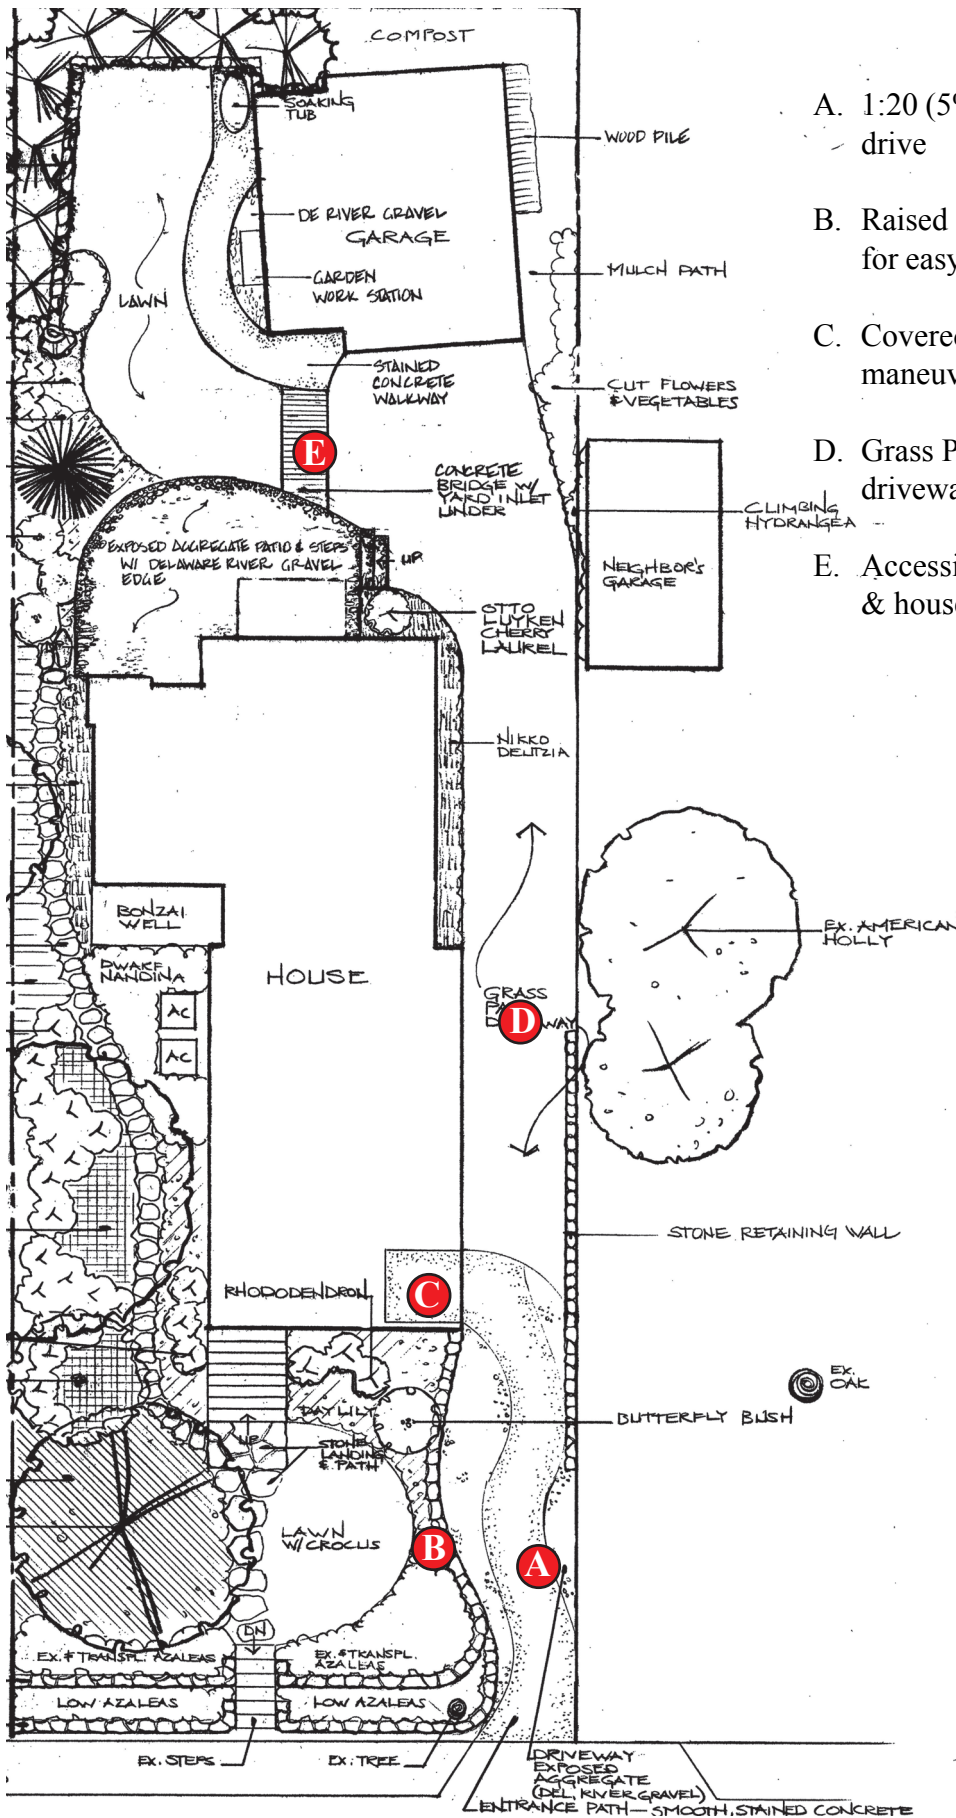 COMPOST
SOAKING
TUB
WOOD PILE
DE RIVER GRAVEL
GARAGE
GARDEN
WORK STATION
MULCH PATH
LAWN
STAINED
CONCRETE
WALKWAY
CUT FLOWERS
& VEGETABLES
E
CONCRETE
BRIDGE W/
YARD INLET
UNDER
CLIMBING
HYDRANGEA
EXPOSED AGGREGATE PATIO & STEPS
W/ DELAWARE RIVER GRAVEL
EDGE
UP
NEIGHBOR'S
GARAGE
OTTO
LUYKEN
CHERRY
LAUREL
NIKKO
DEUTZIA
BONZAI
WELL
EX. AMERICAN
HOLLY
DWARF
NANDINA
HOUSE
AC
AC
GRASS
D
STONE RETAINING WALL
RHODODENDRON
C
EX.
OAK
DAY LILY
BUTTERFLY BUSH
UP
STONE
LANDING
& PATH
LAWN
W/ CROCUS
B
A
DN
EX. & TRANSPL. AZALEAS
EX. & TRANSPL.
AZALEAS
LOW AZALEAS
LOW AZALEAS
EX. STEPS
EX. TREE
DRIVEWAY
EXPOSED
AGGREGATE
(DEL. RIVER GRAVEL)
ENTRANCE PATH — SMOOTH, STAINED CONCRETE
A. 1:20 (5%
drive
B. Raised
for easy
C. Covered
maneuv
D. Grass P
drivewa
E. Accessi
& house